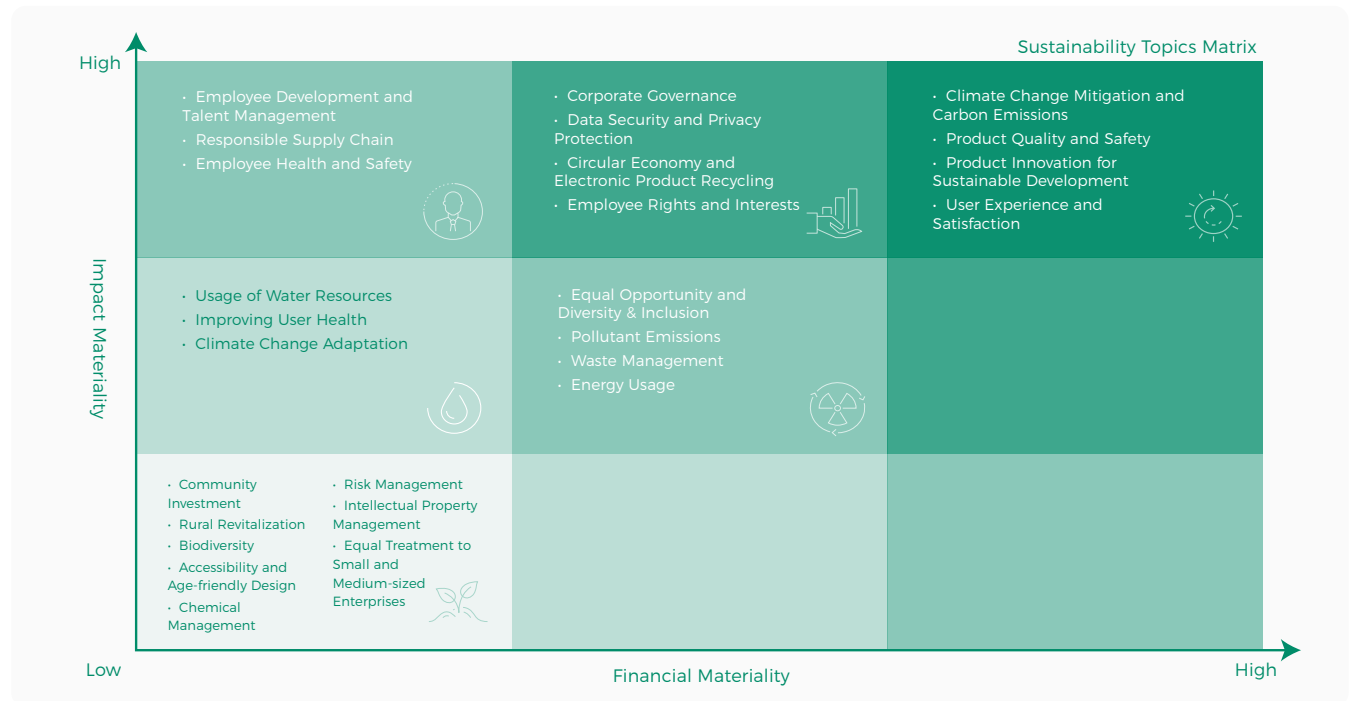 Sustainability Topics Matrix
High
• Employee Development and
Talent Management
• Responsible Supply Chain
• Employee Health and Safety
• Corporate Governance
• Data Security and Privacy
Protection
• Circular Economy and
Electronic Product Recycling
• Employee Rights and Interests
• Climate Change Mitigation and
Carbon Emissions
• Product Quality and Safety
• Product Innovation for
Sustainable Development
• User Experience and
Satisfaction
Impact Materiality
• Usage of Water Resources
• Improving User Health
• Climate Change Adaptation
• Equal Opportunity and
Diversity & Inclusion
• Pollutant Emissions
• Waste Management
• Energy Usage
• Community
Investment
• Rural Revitalization
• Biodiversity
• Accessibility and
Age-friendly Design
• Chemical
Management
• Risk Management
• Intellectual Property
Management
• Equal Treatment to
Small and
Medium-sized
Enterprises
Low
Financial Materiality
High